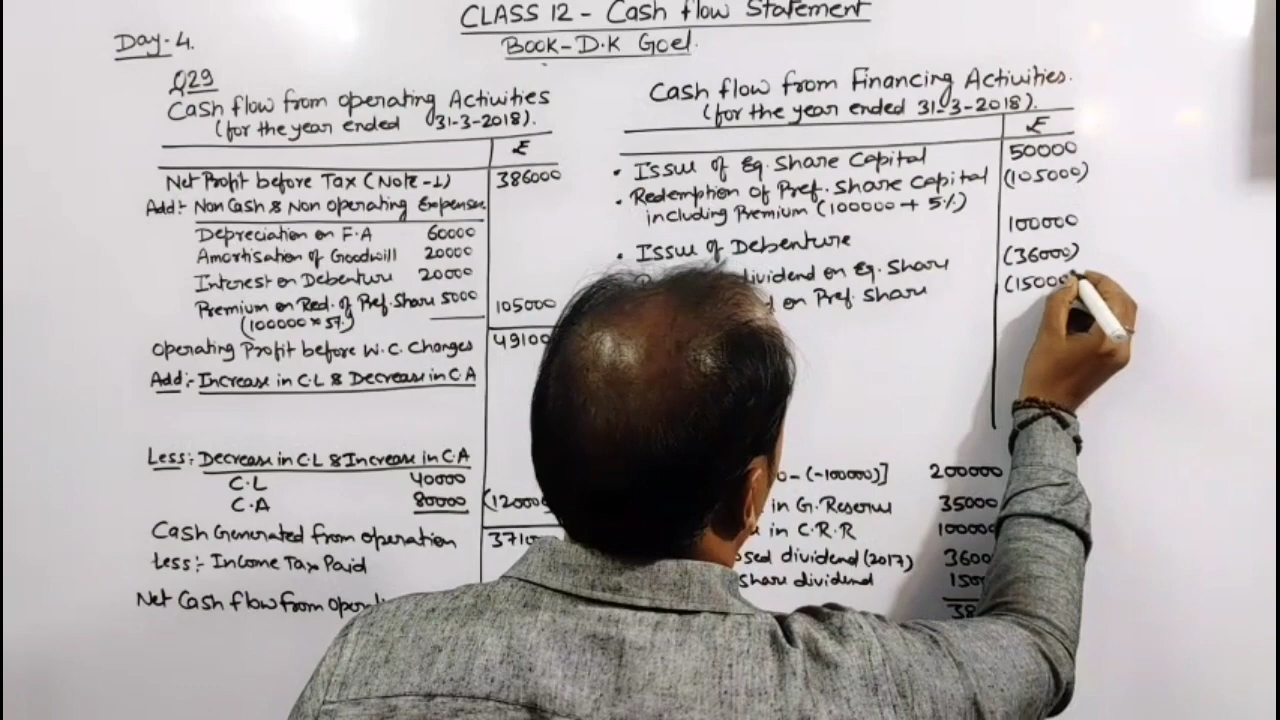 CLASS 12 - Cash flow Statement
Day-4.
Book-D.K Goel.
Q29
Cash flow from operating Activities
(for the year ended 31-3-2018).
₹
Net Profit before Tax (Note-1) 386000
Add:- Non Cash & Non operating Expenses
Depreciation on F.A 60000
Amortisation of Goodwill 20000
Interest on Debenture 20000
Premium on Red. of Pref. Share 5000 105000
(100000×5%)
Operating Profit before W.C. Changes 49100
Add:- Increase in C.L & Decrease in C.A
Less:- Decrease in C.L & Increase in C.A
C.L 40000
C.A 80000 (12000
Cash Generated from operation 371
Less:- Income Tax Paid
Net Cash flow from
Cash flow from Financing Activities.
(for the year ended 31-3-2018).
₹
• Issue of Eq. Share Capital 50000
• Redemption of Pref. Share Capital (105000)
including Premium (100000 + 5%)
• Issue of Debenture 100000
dividend on Eq. Share (36000)
on Pref. Share (1500
0-(-100000)] 200000
in G. Reserve 35000
in C.R.R 100000
dividend (2017) 3600
Share dividend 150
38